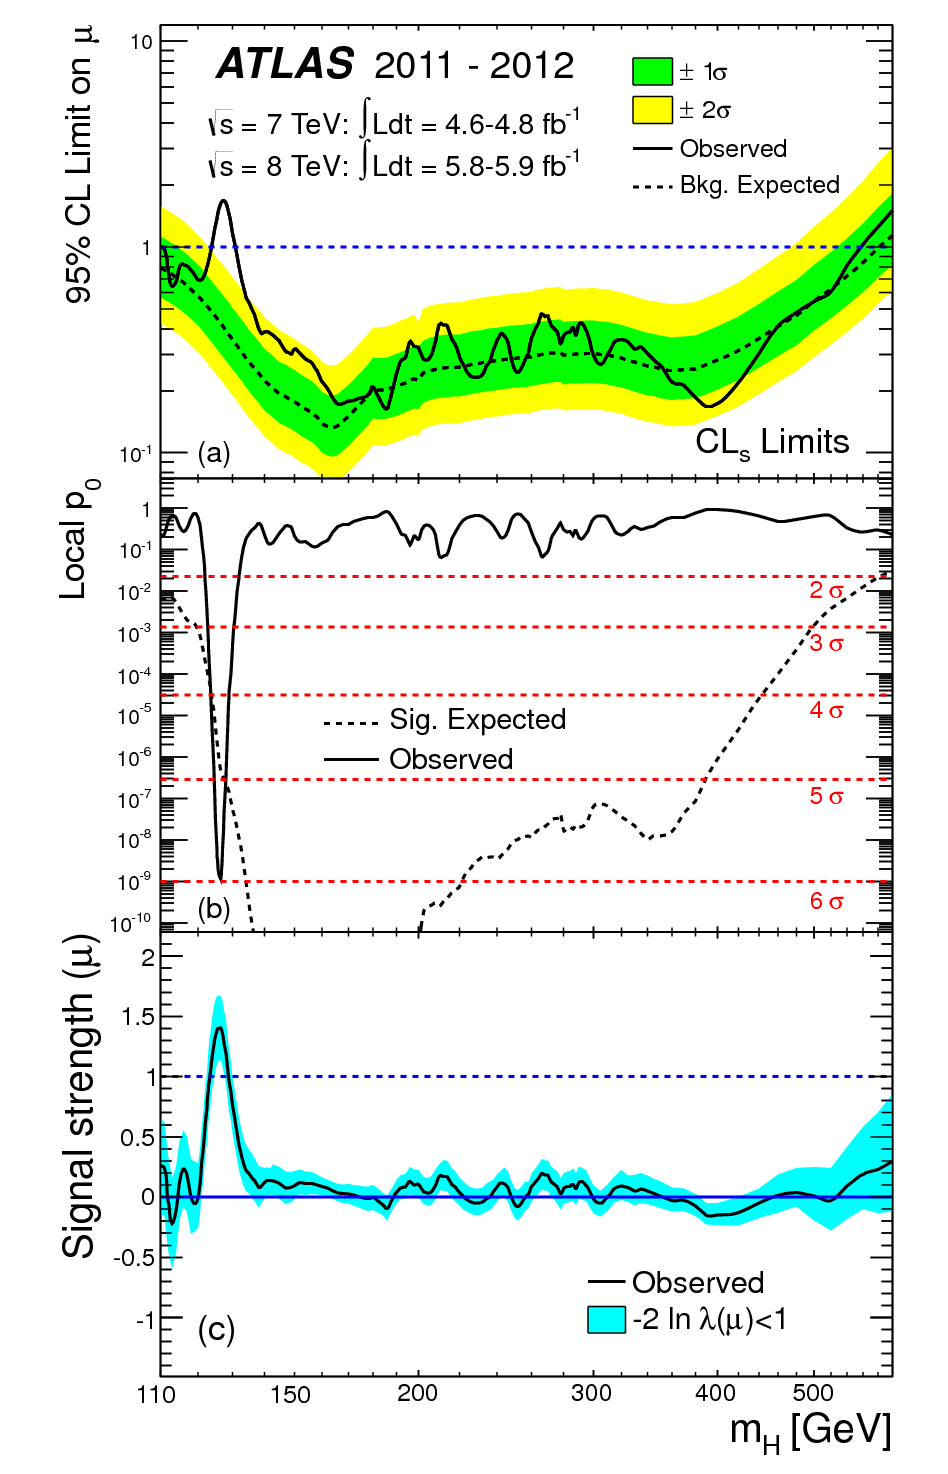 95% CL Limit on μ
10
1
10-1
ATLAS 2011 - 2012
√s = 7 TeV: ∫Ldt = 4.6-4.8 fb-1
√s = 8 TeV: ∫Ldt = 5.8-5.9 fb-1
± 1σ
± 2σ
Observed
Bkg. Expected
(a)
CLs Limits
Local p0
1
10-1
10-2
10-3
10-4
10-5
10-6
10-7
10-8
10-9
10-10
2 σ
3 σ
4 σ
5 σ
6 σ
Sig. Expected
Observed
(b)
Signal strength (μ)
2
1.5
1
0.5
0
-0.5
-1
Observed
-2 ln λ(μ)<1
(c)
110 150 200 300 400 500
mH [GeV]